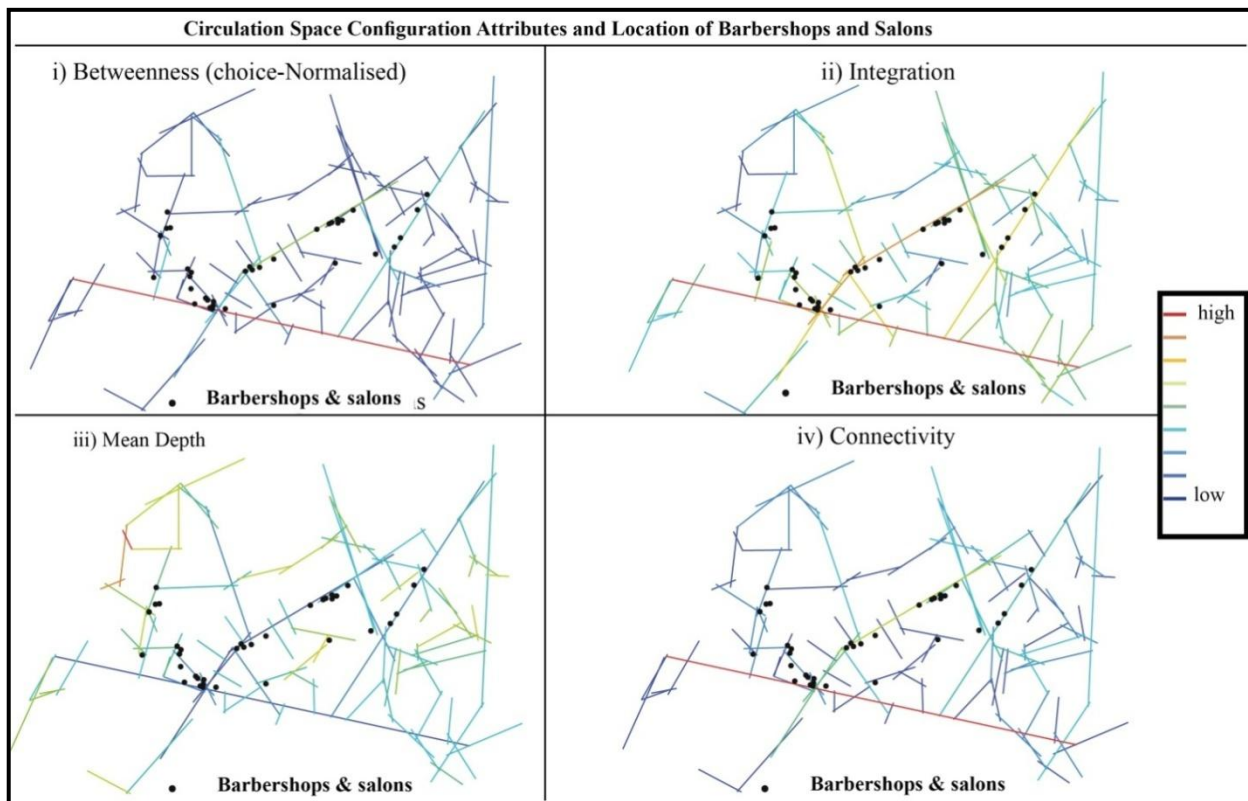 Circulation Space Configuration Attributes and Location of Barbershops and Salons
i) Betweenness (choice-Normalised)
ii) Integration
Barbershops & salons s
Barbershops & salons
high
low
iii) Mean Depth
iv) Connectivity
Barbershops & salons
Barbershops & salons